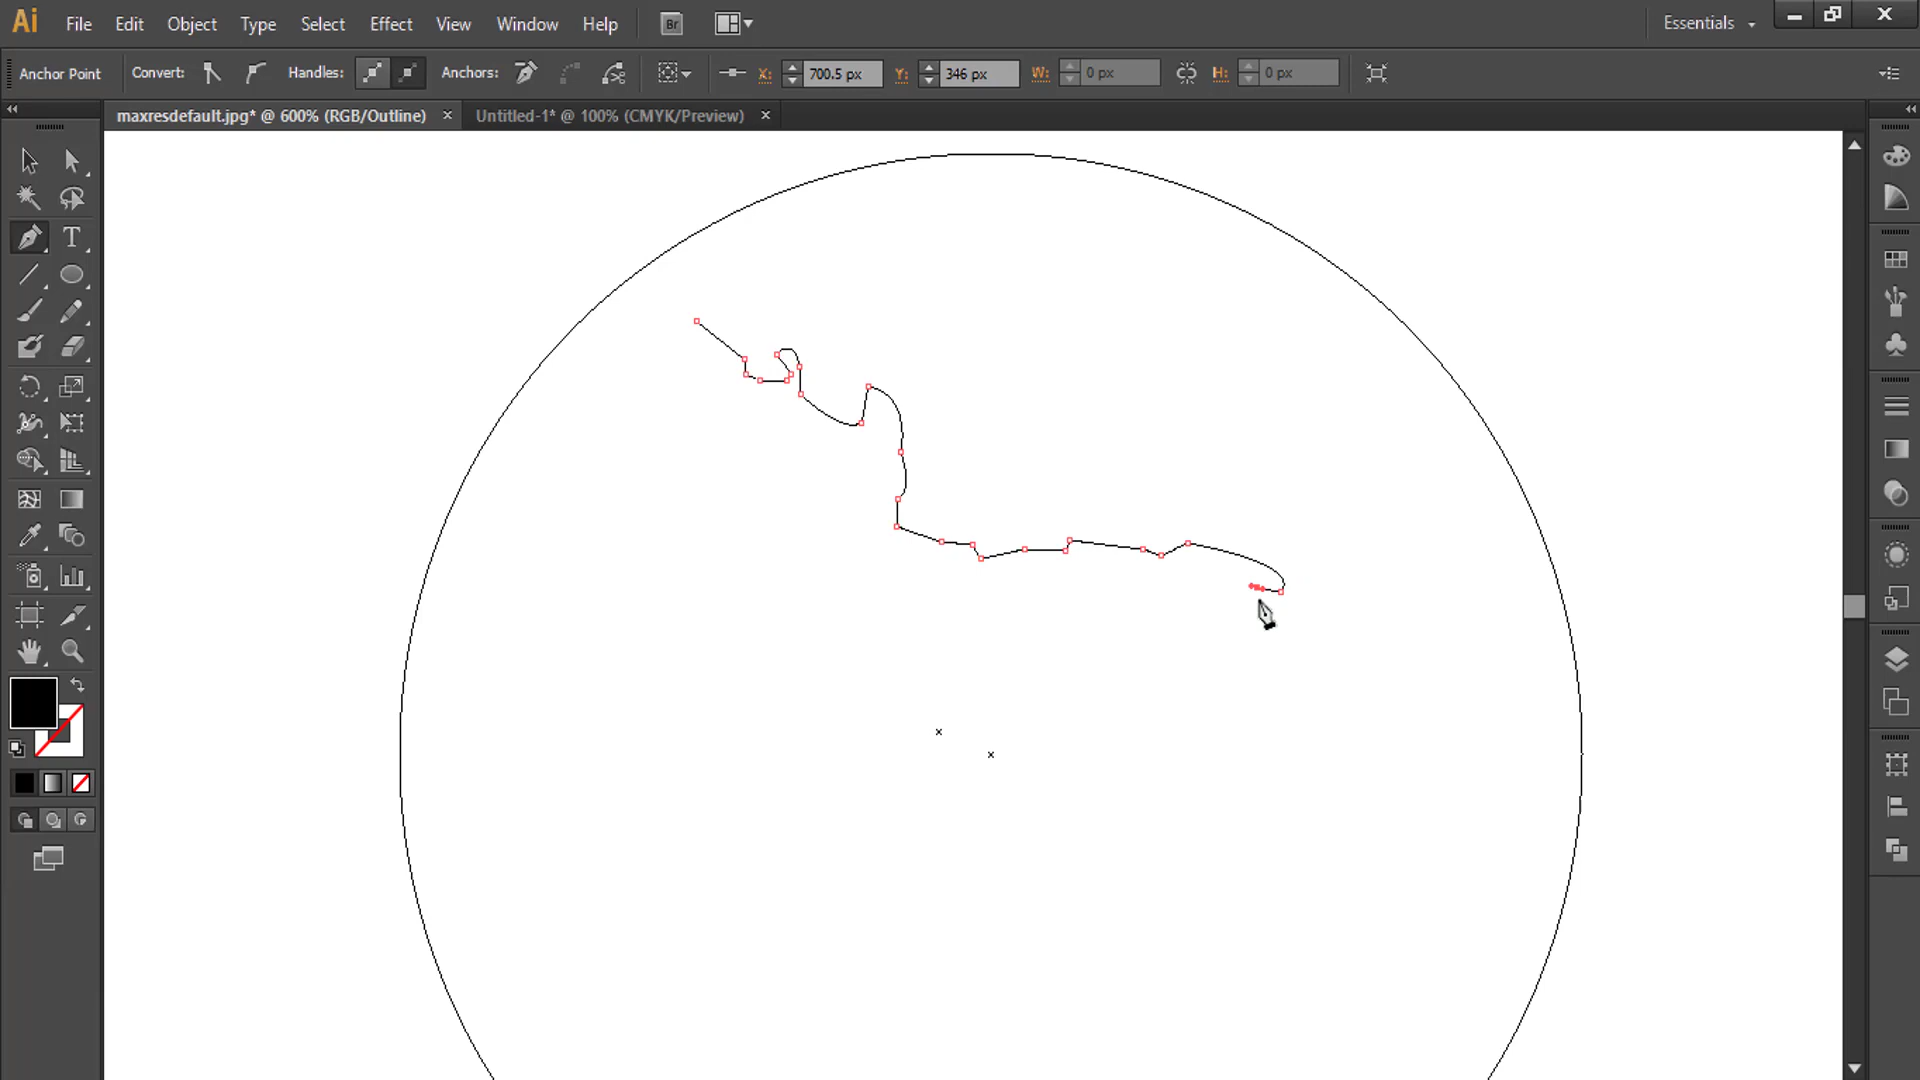 Ai File Edit Object Type Select Effect View Window Help Br Essentials
Anchor Point Convert: Handles: Anchors: X: 700.5 px Y: 346 px W: 0 px H: 0 px
maxresdefault.jpg* @ 600% (RGB/Outline) × Untitled-1* @ 100% (CMYK/Preview) ×
T